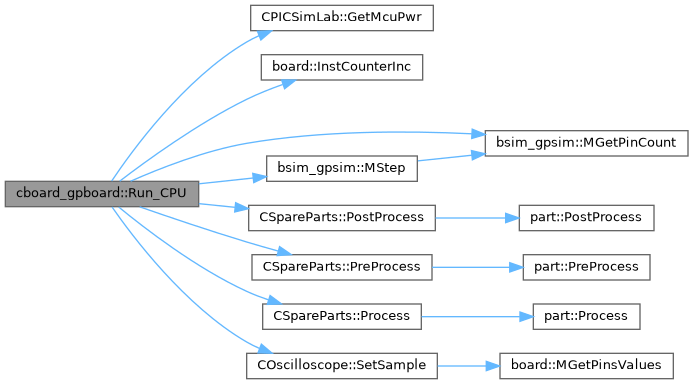 CPICSimLab::GetMcuPwr
board::InstCounterInc
bsim_gpsim::MGetPinCount
bsim_gpsim::MStep
cboard_gpboard::Run_CPU
CSpareParts::PostProcess
part::PostProcess
CSpareParts::PreProcess
part::PreProcess
CSpareParts::Process
part::Process
COscilloscope::SetSample
board::MGetPinsValues